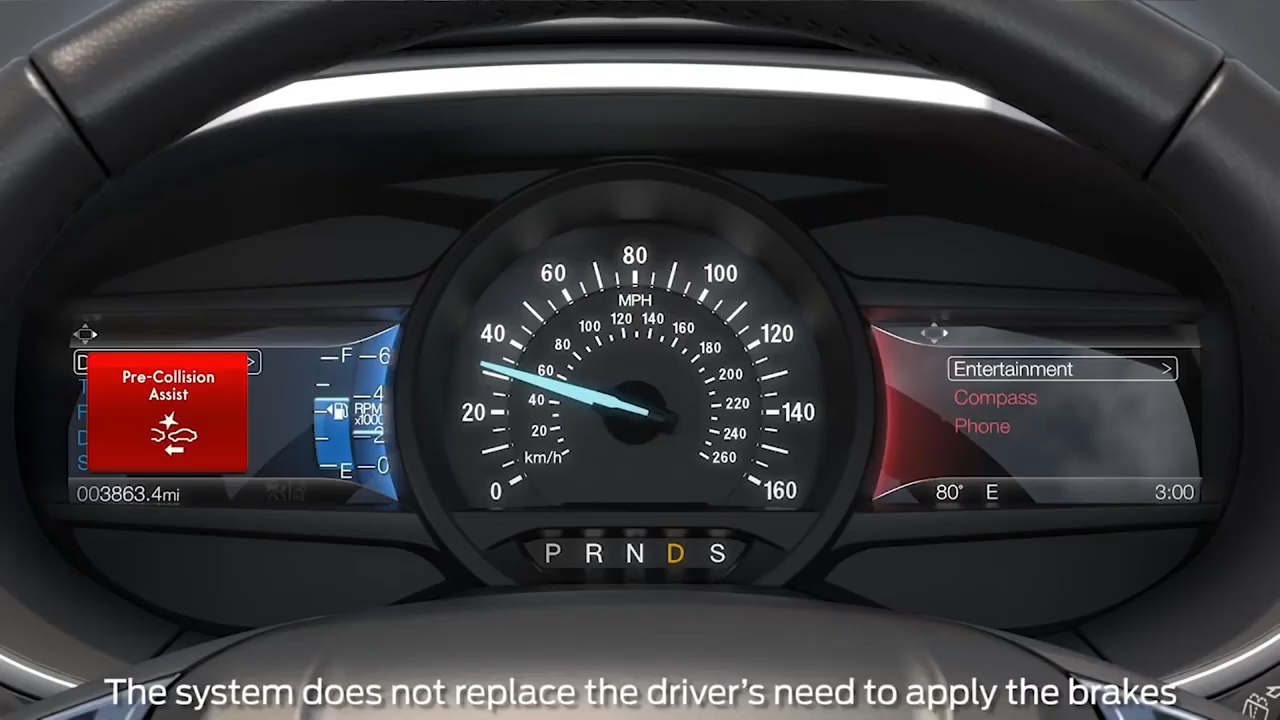 Pre-Collision
Assist
D
>
T
F
D
S
003863.4mi
F
E
6
4
2
0
RPM
x1000
0
20
40
60
80
100
120
140
160
MPH
km/h
20
40
60
80
100
120
140
160
180
200
220
240
260
P R N D S
Entertainment >
Compass
Phone
80° E 3:00
The system does not replace the driver's need to apply the brakes